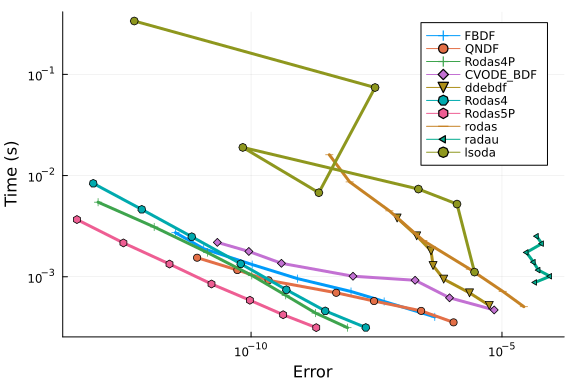 FBDF
QNDF
Rodas4P
CVODE_BDF
ddebdf
Rodas4
Rodas5P
rodas
radau
lsoda
10⁻¹
10⁻²
10⁻³
Time (s)
10⁻¹⁰
10⁻⁵
Error